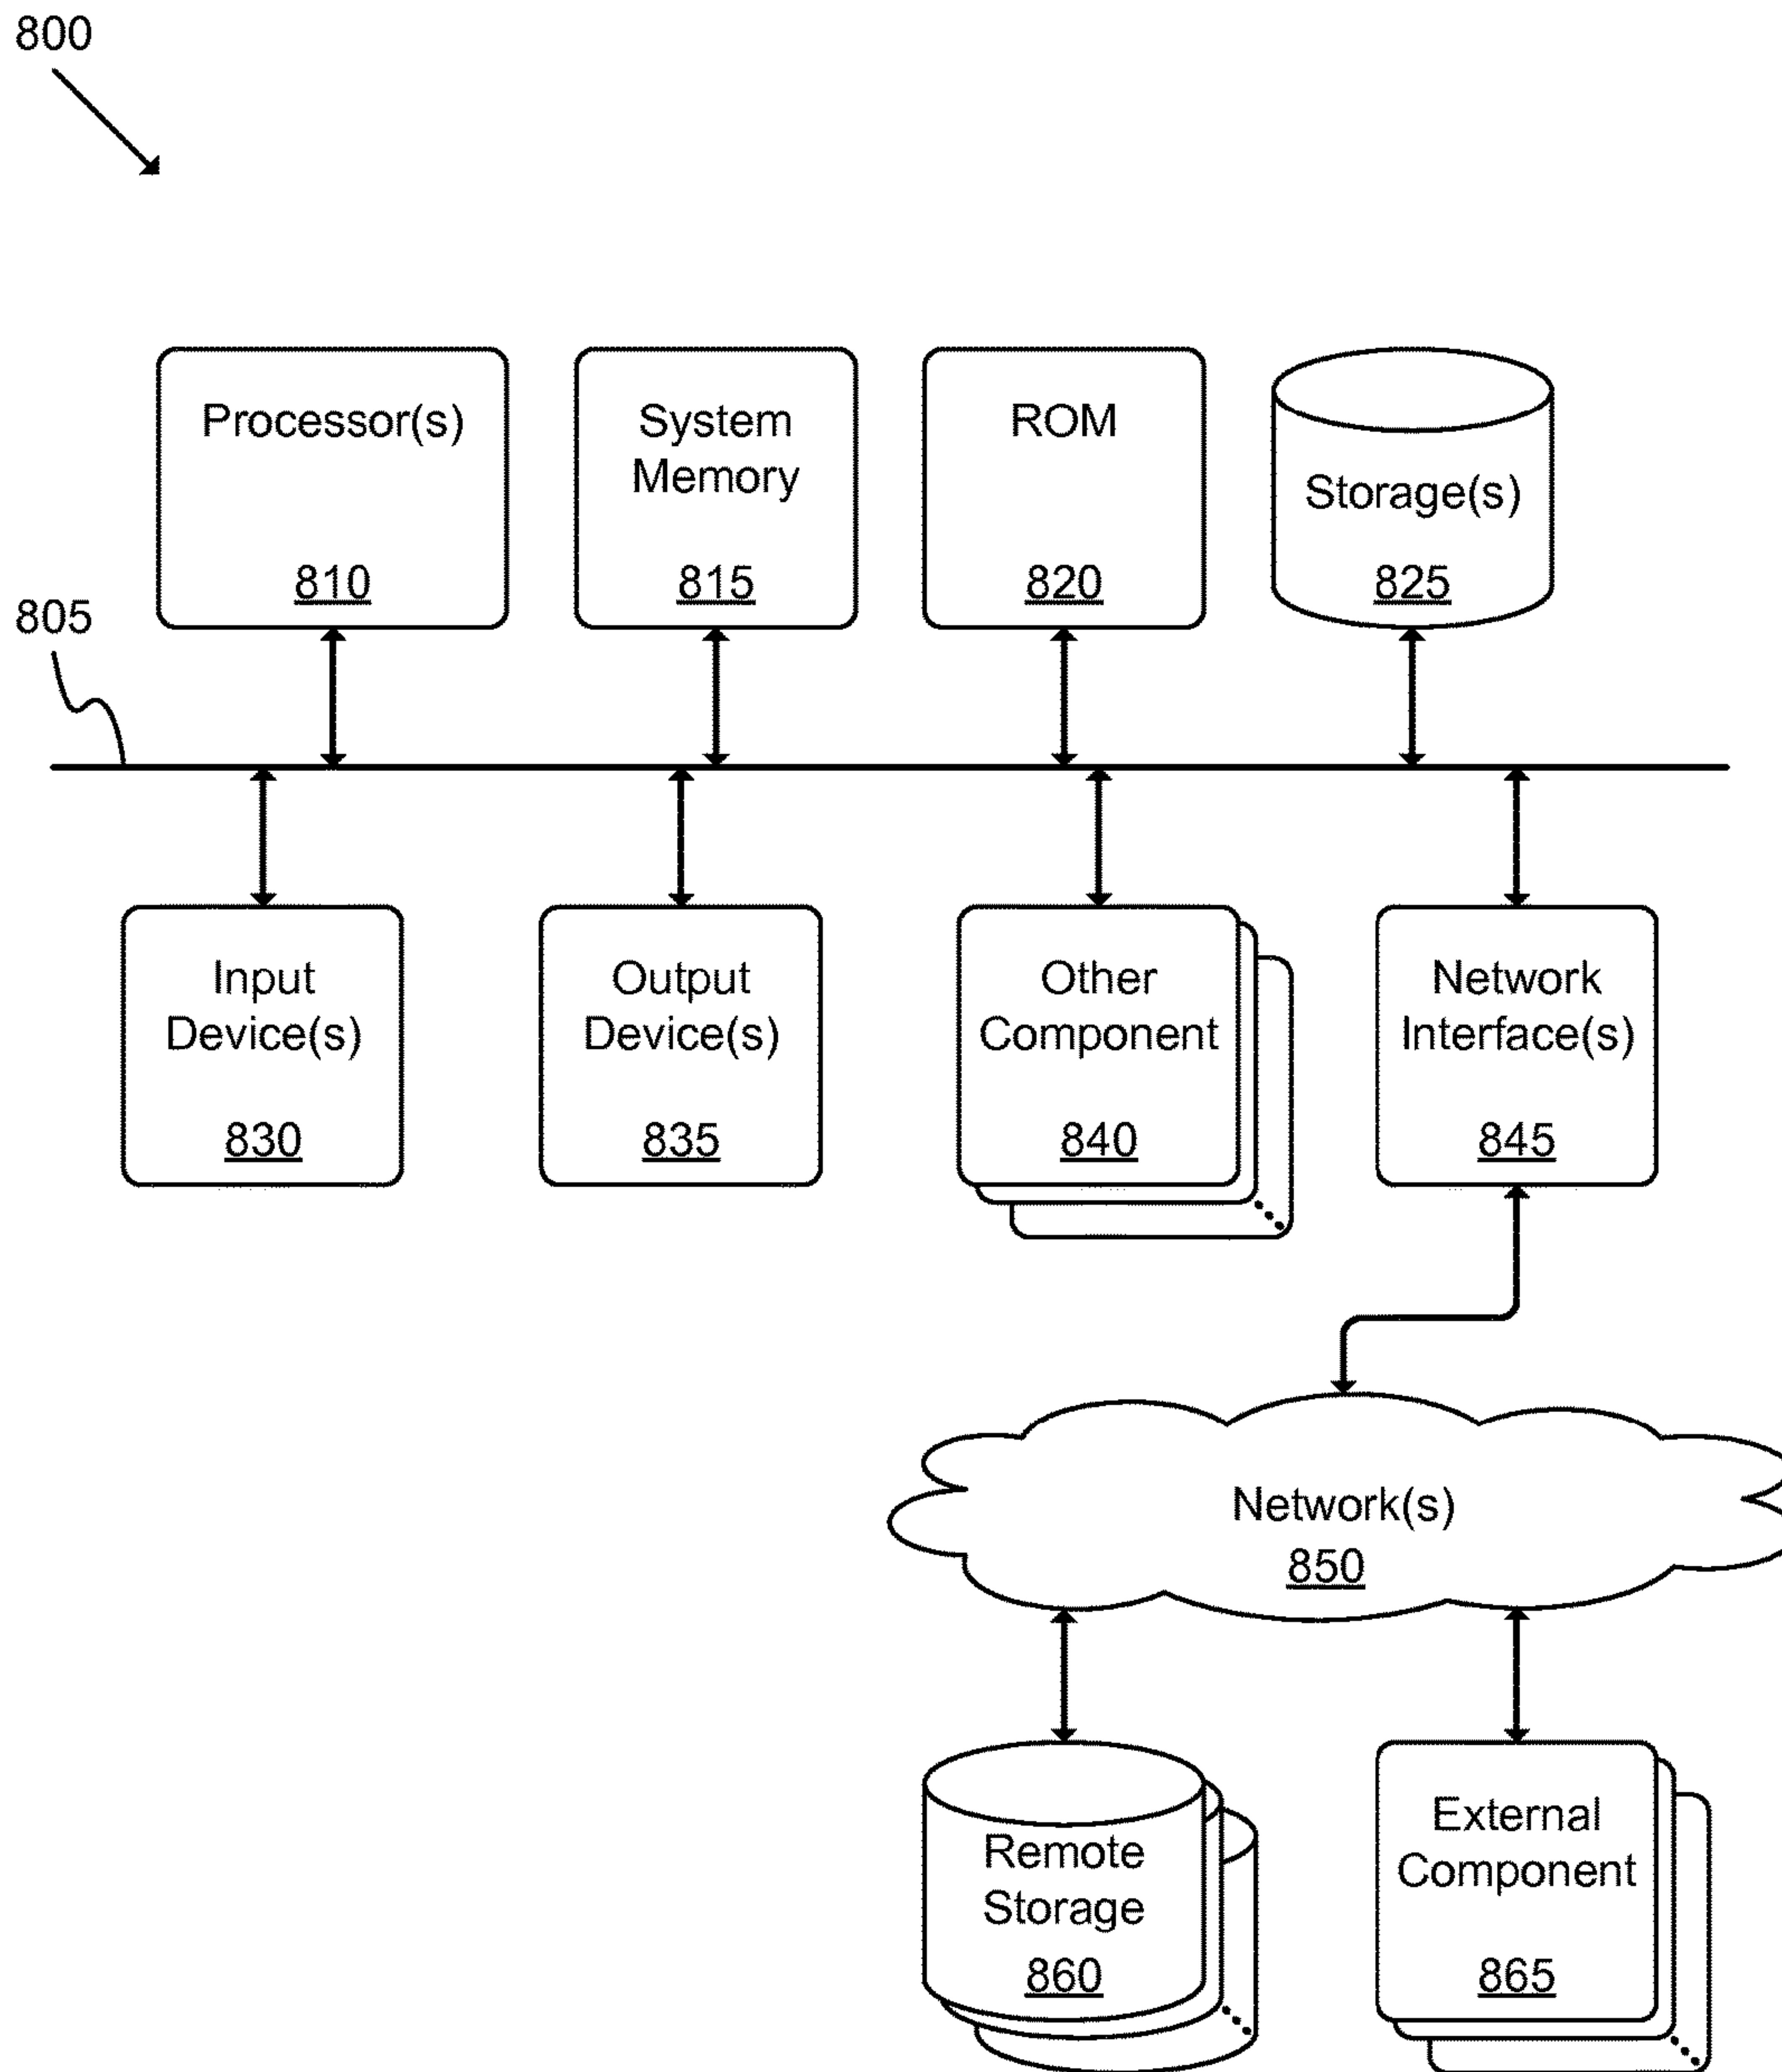 800
Processor(s)
810
System
Memory
815
ROM
820
Storage(s)
825
805
Input
Device(s)
830
Output
Device(s)
835
Other
Component
840
Network
Interface(s)
845
Network(s)
850
Remote
Storage
860
External
Component
865